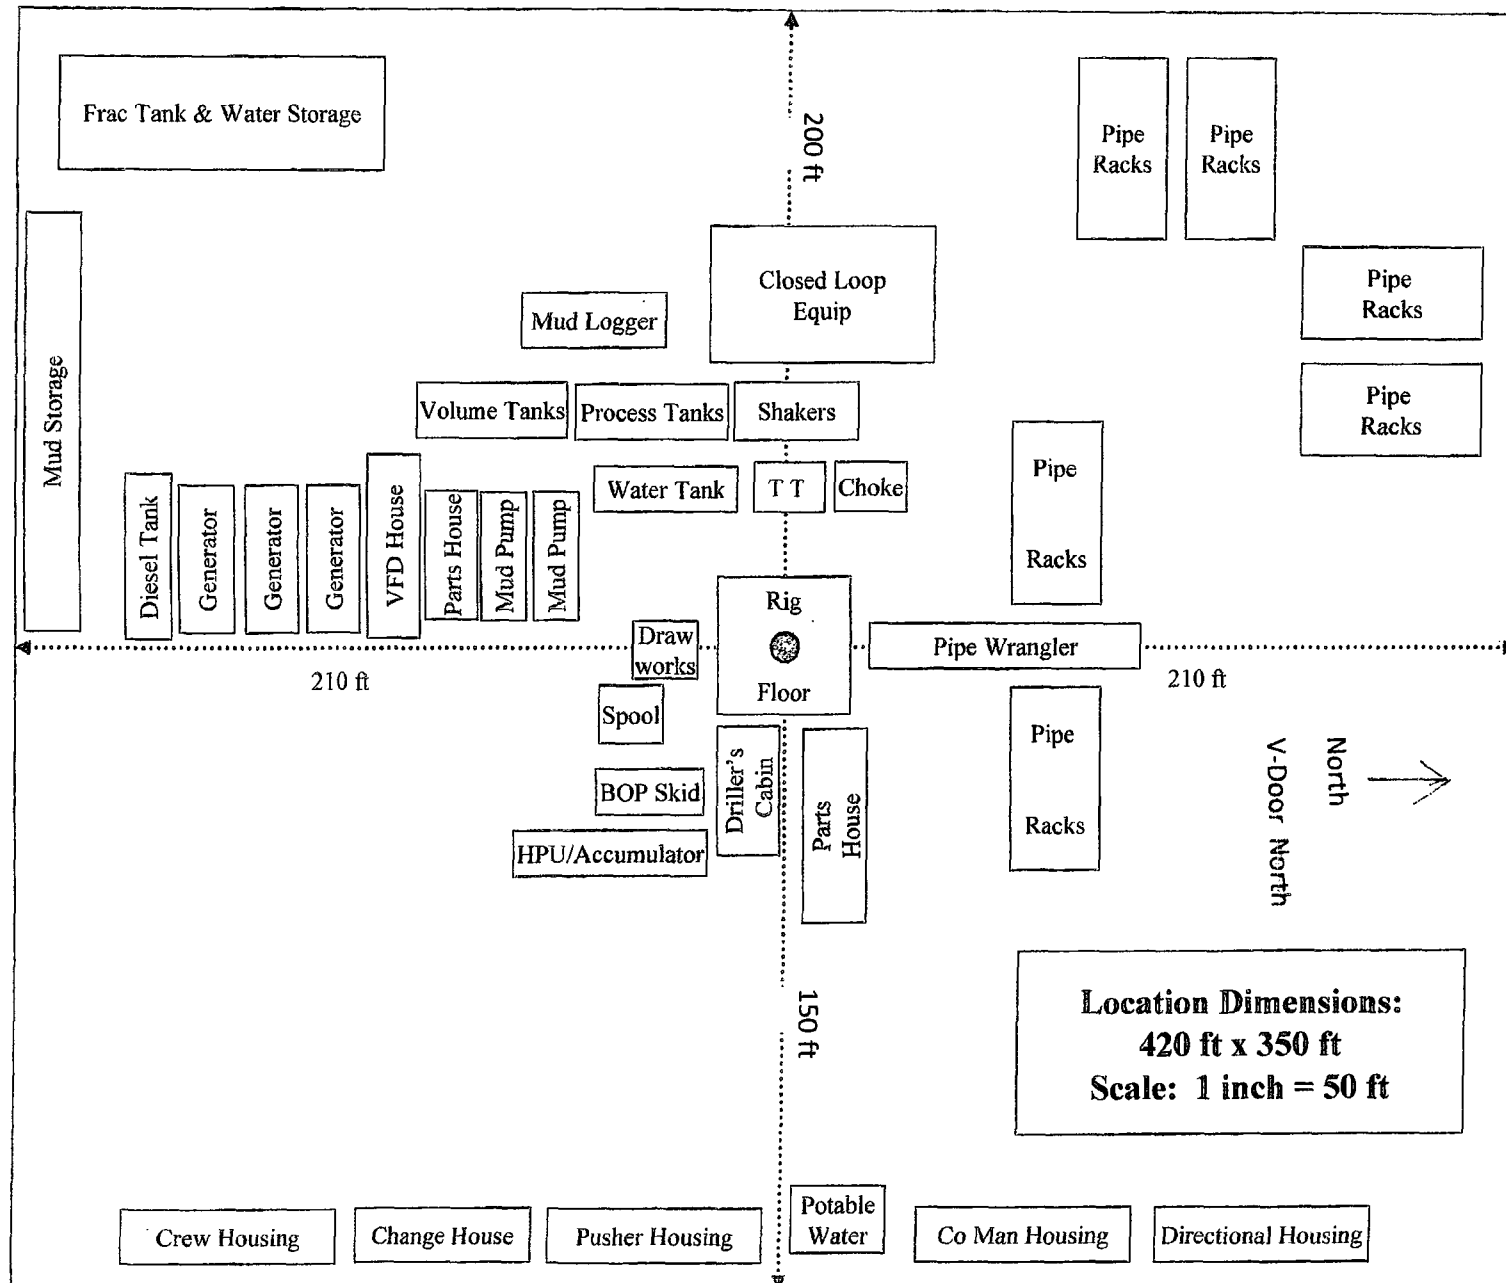 Frac Tank & Water Storage
200 ft
Pipe
Racks
Pipe
Racks
Closed Loop
Equip
Pipe
Racks
Mud Logger
Mud Storage
Volume Tanks
Process Tanks
Shakers
Pipe
Racks
Pipe
Racks
Diesel Tank
Generator
Generator
Generator
VFD House
Parts House
Mud Pump
Mud Pump
Water Tank
T T
Choke
Rig
Floor
Draw
works
Pipe Wrangler
210 ft
210 ft
Spool
Driller's
Cabin
Parts
House
Pipe
Racks
V-Door North
North
BOP Skid
HPU/Accumulator
150 ft
Location Dimensions:
420 ft x 350 ft
Scale: 1 inch = 50 ft
Crew Housing
Change House
Pusher Housing
Potable
Water
Co Man Housing
Directional Housing